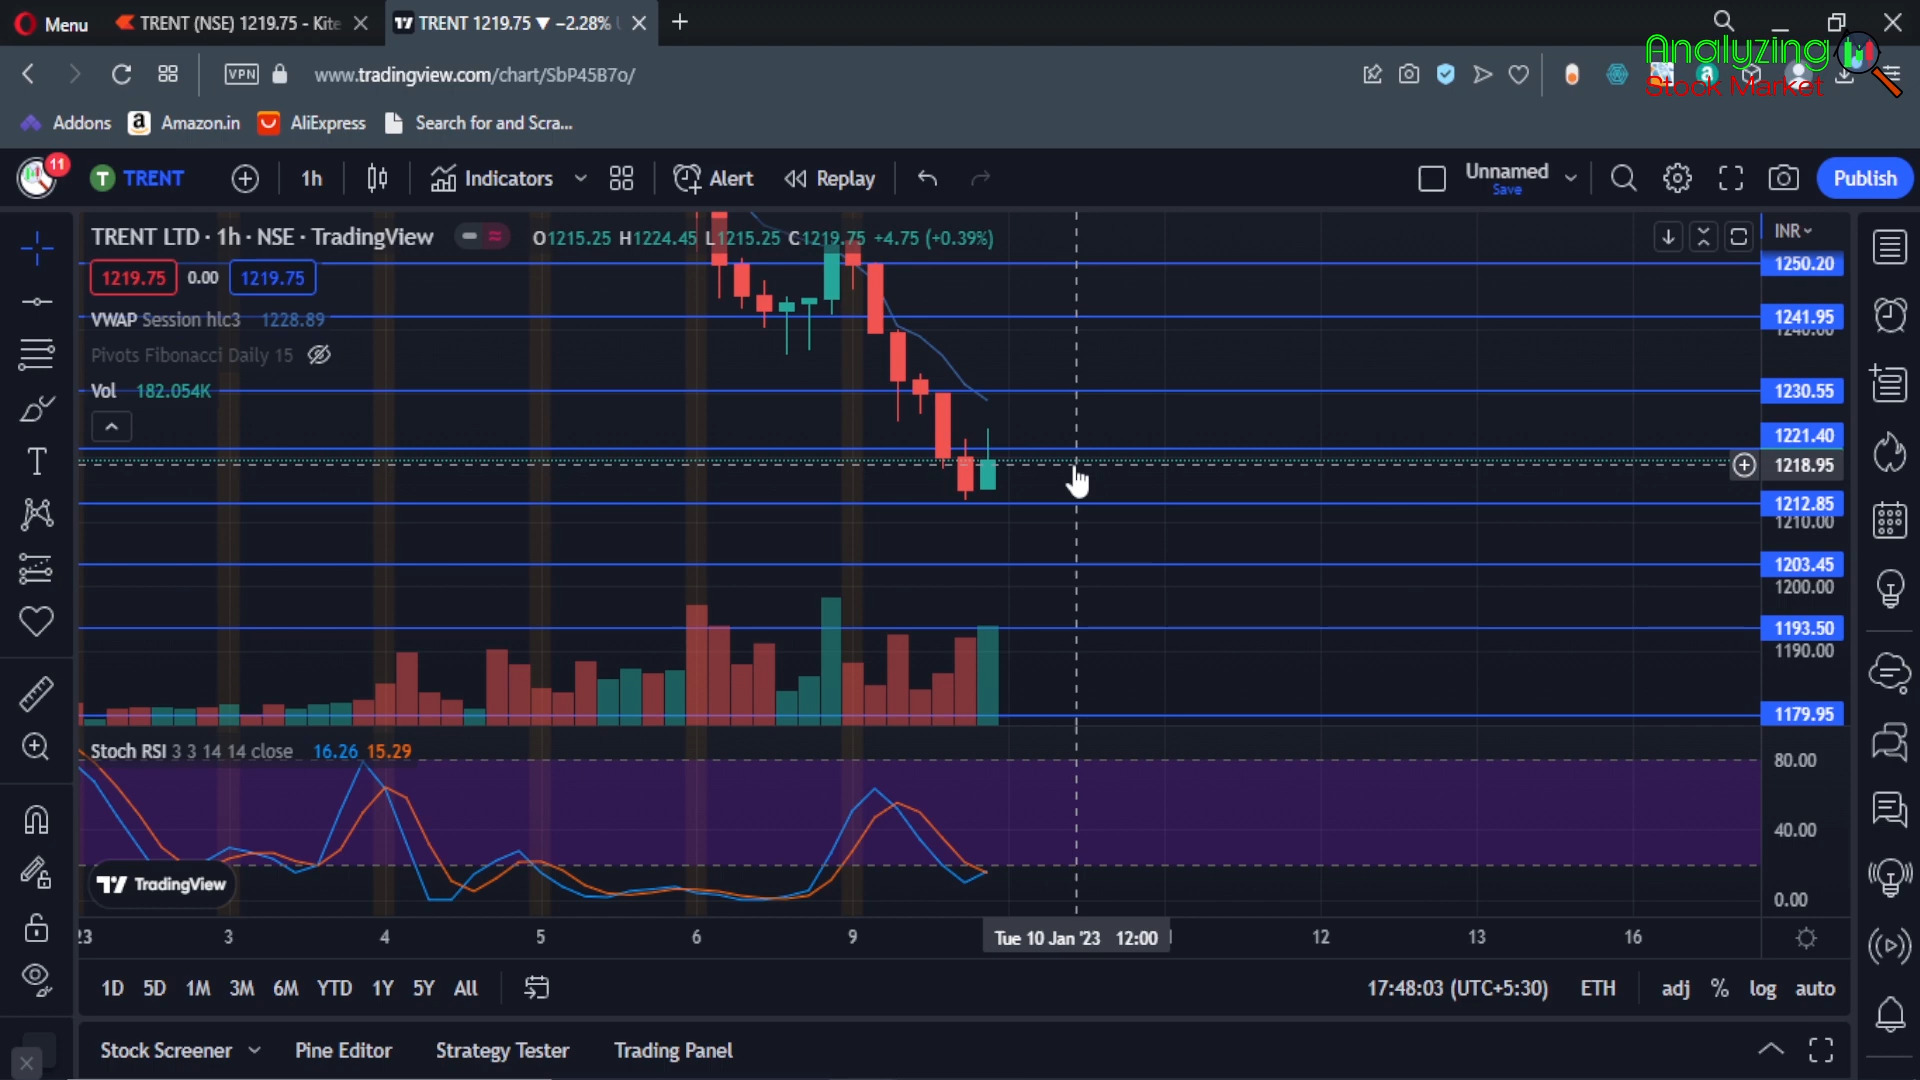 Menu TRENT (NSE) 1219.75 - Kite TRENT 1219.75 ▼ −2.28%
Analyzing
Stock Market
VPN www.tradingview.com/chart/SbP45B7o/
Addons Amazon.in AliExpress Search for and Scra...
11
TRENT 1h Indicators Alert Replay Unnamed Publish
Save
TRENT LTD · 1h · NSE · TradingView O1215.25 H1224.45 L1215.25 C1219.75 +4.75 (+0.39%) INR
1250.20
1219.75 0.00 1219.75
VWAP Session hlc3 1228.89 1241.95
1240.00
Pivots Fibonacci Daily 15
Vol 182.054K 1230.55
1221.40
1218.95
1212.85
1210.00
1203.45
1200.00
1193.50
1190.00
1179.95
Stoch RSI 3 3 14 14 close 16.26 15.29 80.00
40.00
TradingView
0.00
23 3 4 5 6 9 Tue 10 Jan '23 12:00 12 13 16
1D 5D 1M 3M 6M YTD 1Y 5Y All 17:48:03 (UTC+5:30) ETH adj % log auto
Stock Screener Pine Editor Strategy Tester Trading Panel